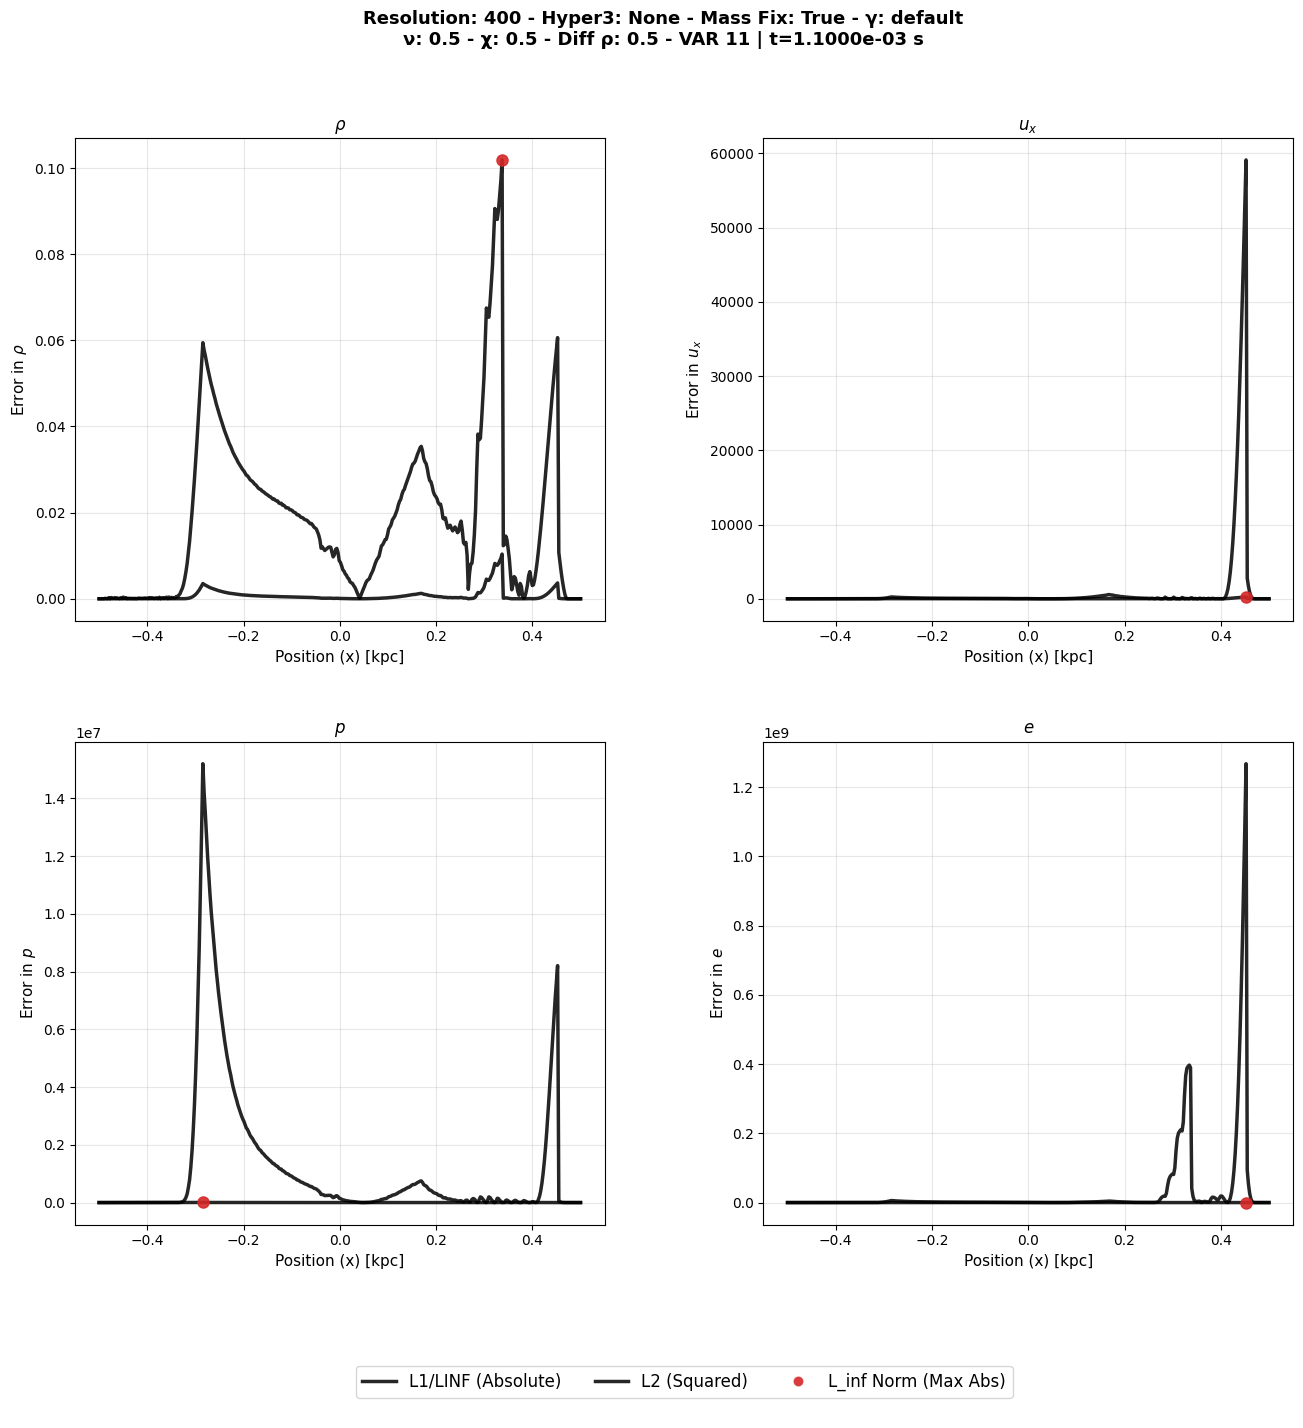 Resolution: 400 - Hyper3: None - Mass Fix: True - γ: default
ν: 0.5 - χ: 0.5 - Diff ρ: 0.5 - VAR 11 | t=1.1000e-03 s
ρ
Error in ρ
0.10
0.08
0.06
0.04
0.02
0.00
−0.4 −0.2 0.0 0.2 0.4
Position (x) [kpc]
u_x
Error in u_x
60000
50000
40000
30000
20000
10000
0
−0.4 −0.2 0.0 0.2 0.4
Position (x) [kpc]
1e7
p
Error in p
1.4
1.2
1.0
0.8
0.6
0.4
0.2
0.0
−0.4 −0.2 0.0 0.2 0.4
Position (x) [kpc]
1e9
e
Error in e
1.2
1.0
0.8
0.6
0.4
0.2
0.0
−0.4 −0.2 0.0 0.2 0.4
Position (x) [kpc]
L1/LINF (Absolute) L2 (Squared) L_inf Norm (Max Abs)